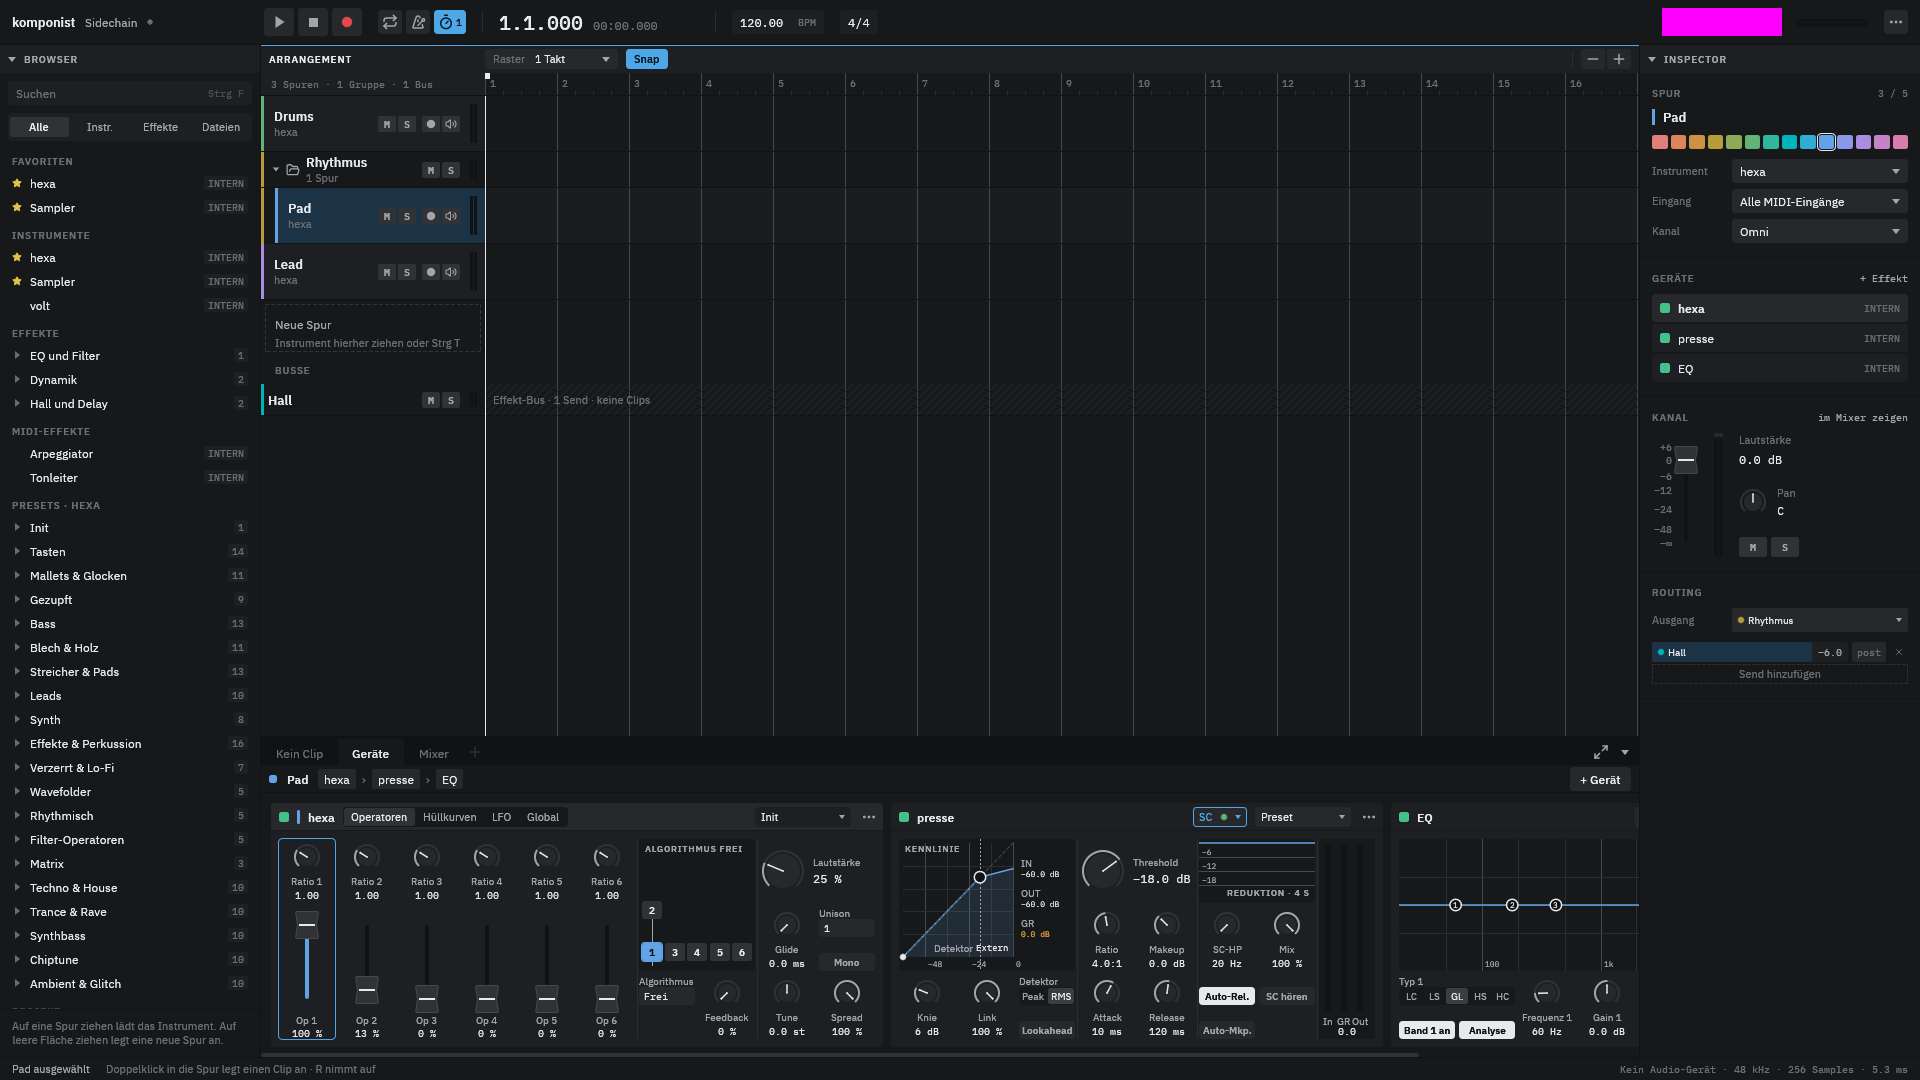 komponist Sidechain
1
1.1.000 00:00.000
120.00 BPM
4/4
BROWSER
Suchen Strg F
Alle Instr. Effekte Dateien
FAVORITEN
hexa INTERN
Sampler INTERN
INSTRUMENTE
hexa INTERN
Sampler INTERN
volt INTERN
EFFEKTE
EQ und Filter 1
Dynamik 2
Hall und Delay 2
MIDI-EFFEKTE
Arpeggiator INTERN
Tonleiter INTERN
PRESETS · HEXA
Init 1
Tasten 14
Mallets & Glocken 11
Gezupft 9
Bass 13
Blech & Holz 11
Streicher & Pads 13
Leads 10
Synth 8
Effekte & Perkussion 16
Verzerrt & Lo-Fi 7
Wavefolder 5
Rhythmisch 5
Filter-Operatoren 5
Matrix 3
Techno & House 10
Trance & Rave 10
Synthbass 10
Chiptune 10
Ambient & Glitch 10
Auf eine Spur ziehen lädt das Instrument. Auf
leere Fläche ziehen legt eine neue Spur an.
ARRANGEMENT
Raster 1 Takt
Snap
3 Spuren · 1 Gruppe · 1 Bus
1 2 3 4 5 6 7 8 9 10 11 12 13 14 15 16
Drums
hexa
M S
Rhythmus
1 Spur
M S
Pad
hexa
M S
Lead
hexa
M S
Neue Spur
Instrument hierher ziehen oder Strg T
BUSSE
Hall M S
Effekt-Bus · 1 Send · keine Clips
Kein Clip Geräte Mixer
Pad hexa › presse › EQ
+ Gerät
hexa Operatoren Hüllkurven LFO Global
Init
Ratio 1 Ratio 2 Ratio 3 Ratio 4 Ratio 5 Ratio 6
1.00 1.00 1.00 1.00 1.00 1.00
Op 1 Op 2 Op 3 Op 4 Op 5 Op 6
100 % 13 % 0 % 0 % 0 % 0 %
ALGORITHMUS FREI
2
1 3 4 5 6
Algorithmus
Frei
Feedback
0 %
Lautstärke
25 %
Glide
0.0 ms
Unison
1
Mono
Tune
0.0 st
Spread
100 %
presse
SC
Preset
KENNLINIE
IN
-60.0 dB
OUT
-60.0 dB
GR
0.0 dB
Detektor Extern
-48 -24 0
Knie
6 dB
Link
100 %
Detektor
Peak RMS
Lookahead
Threshold
-18.0 dB
Ratio
4.0:1
Makeup
0.0 dB
Attack
10 ms
Release
120 ms
-6
-12
-18
REDUKTION · 4 S
SC-HP
20 Hz
Mix
100 %
Auto-Rel. SC hören
Auto-Mkp.
In GR Out
0.0
EQ
1 2 3
100 1k
Typ 1
LC LS GL HS HC
Band 1 an Analyse
Frequenz 1
60 Hz
Gain 1
0.0 dB
INSPECTOR
SPUR 3 / 5
Pad
Instrument hexa
Eingang Alle MIDI-Eingänge
Kanal Omni
GERÄTE + Effekt
hexa INTERN
presse INTERN
EQ INTERN
KANAL im Mixer zeigen
+6
0
-6
-12
-24
-48
-∞
Lautstärke
0.0 dB
Pan
C
M S
ROUTING
Ausgang Rhythmus
Hall -6.0 post ×
Send hinzufügen
Pad ausgewählt Doppelklick in die Spur legt einen Clip an · R nimmt auf
Kein Audio-Gerät · 48 kHz · 256 Samples · 5.3 ms